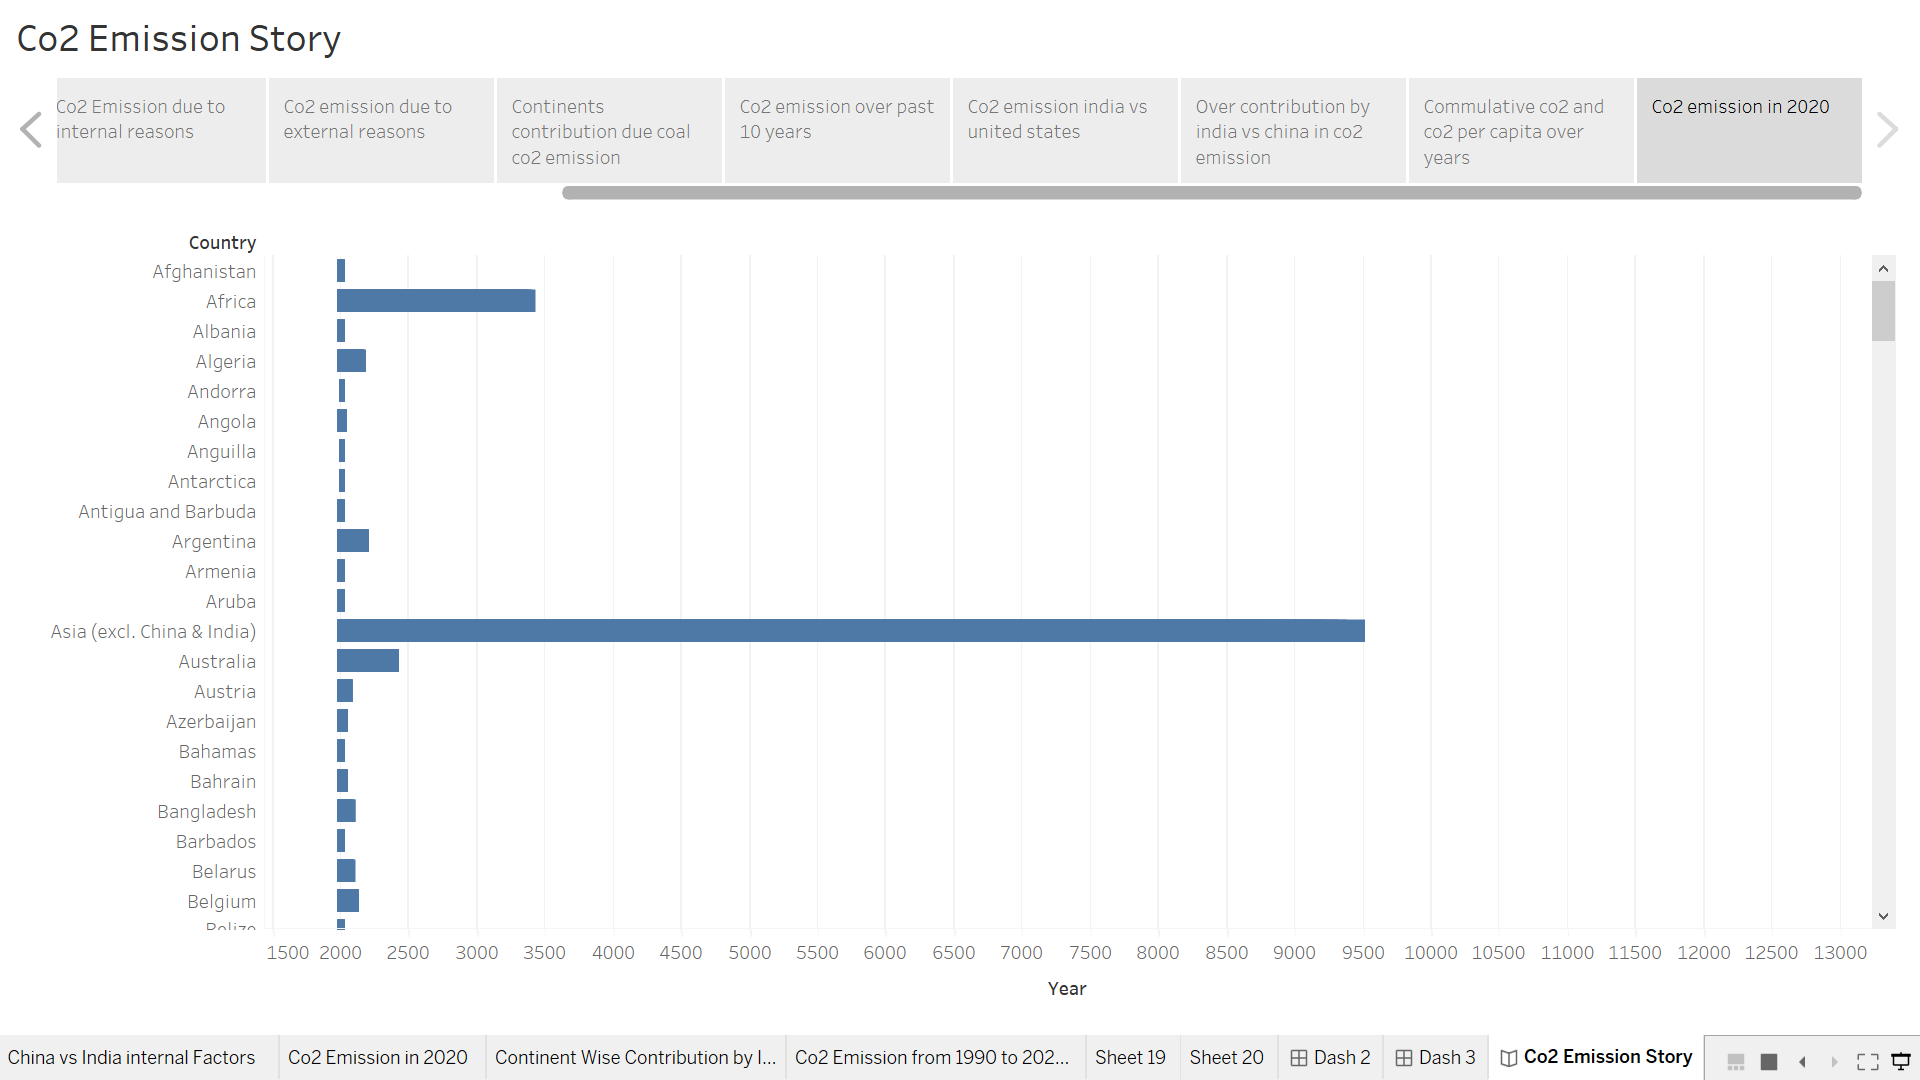 Co2 Emission Story
Co2 Emission due to
internal reasons
Co2 emission due to
external reasons
Continents
contribution due coal
co2 emission
Co2 emission over past
10 years
Co2 emission india vs
united states
Over contribution by
india vs china in co2
emission
Commulative co2 and
co2 per capita over
years
Co2 emission in 2020
Country
Afghanistan
Africa
Albania
Algeria
Andorra
Angola
Anguilla
Antarctica
Antigua and Barbuda
Argentina
Armenia
Aruba
Asia (excl. China & India)
Australia
Austria
Azerbaijan
Bahamas
Bahrain
Bangladesh
Barbados
Belarus
Belgium
Belize
1500 2000 2500 3000 3500 4000 4500 5000 5500 6000 6500 7000 7500 8000 8500 9000 9500 10000 10500 11000 11500 12000 12500 13000
Year
China vs India internal Factors
Co2 Emission in 2020
Continent Wise Contribution by I...
Co2 Emission from 1990 to 202...
Sheet 19
Sheet 20
Dash 2
Dash 3
Co2 Emission Story